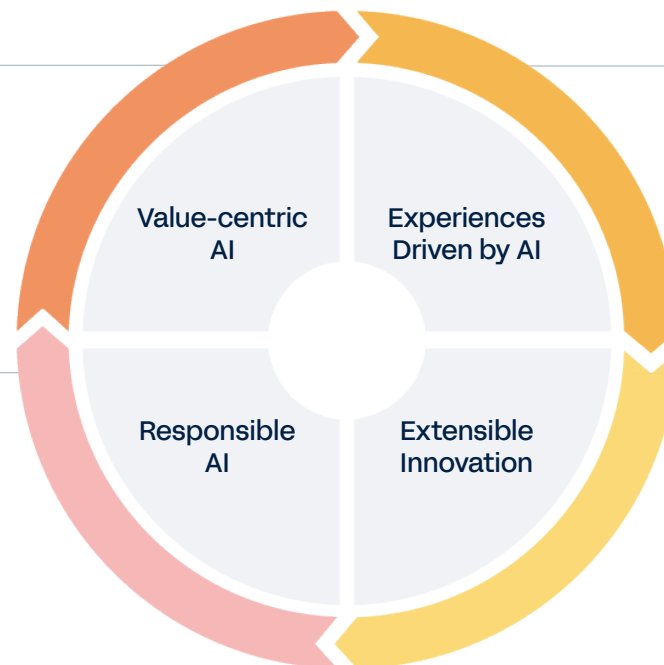 Value-centric
AI
Experiences
Driven by AI
Responsible
AI
Extensible
Innovation